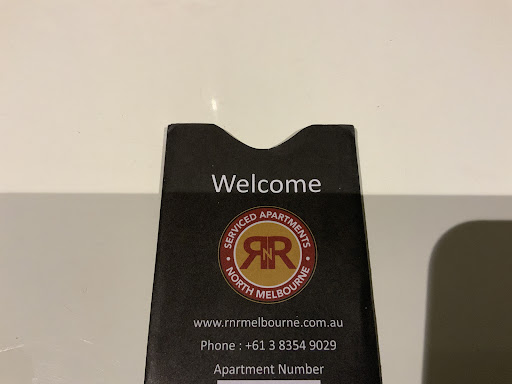 Welcome
SERVICED APARTMENTS
RNR
NORTH MELBOURNE
www.rnrmelbourne.com.au
Phone : +61 3 8354 9029
Apartment Number